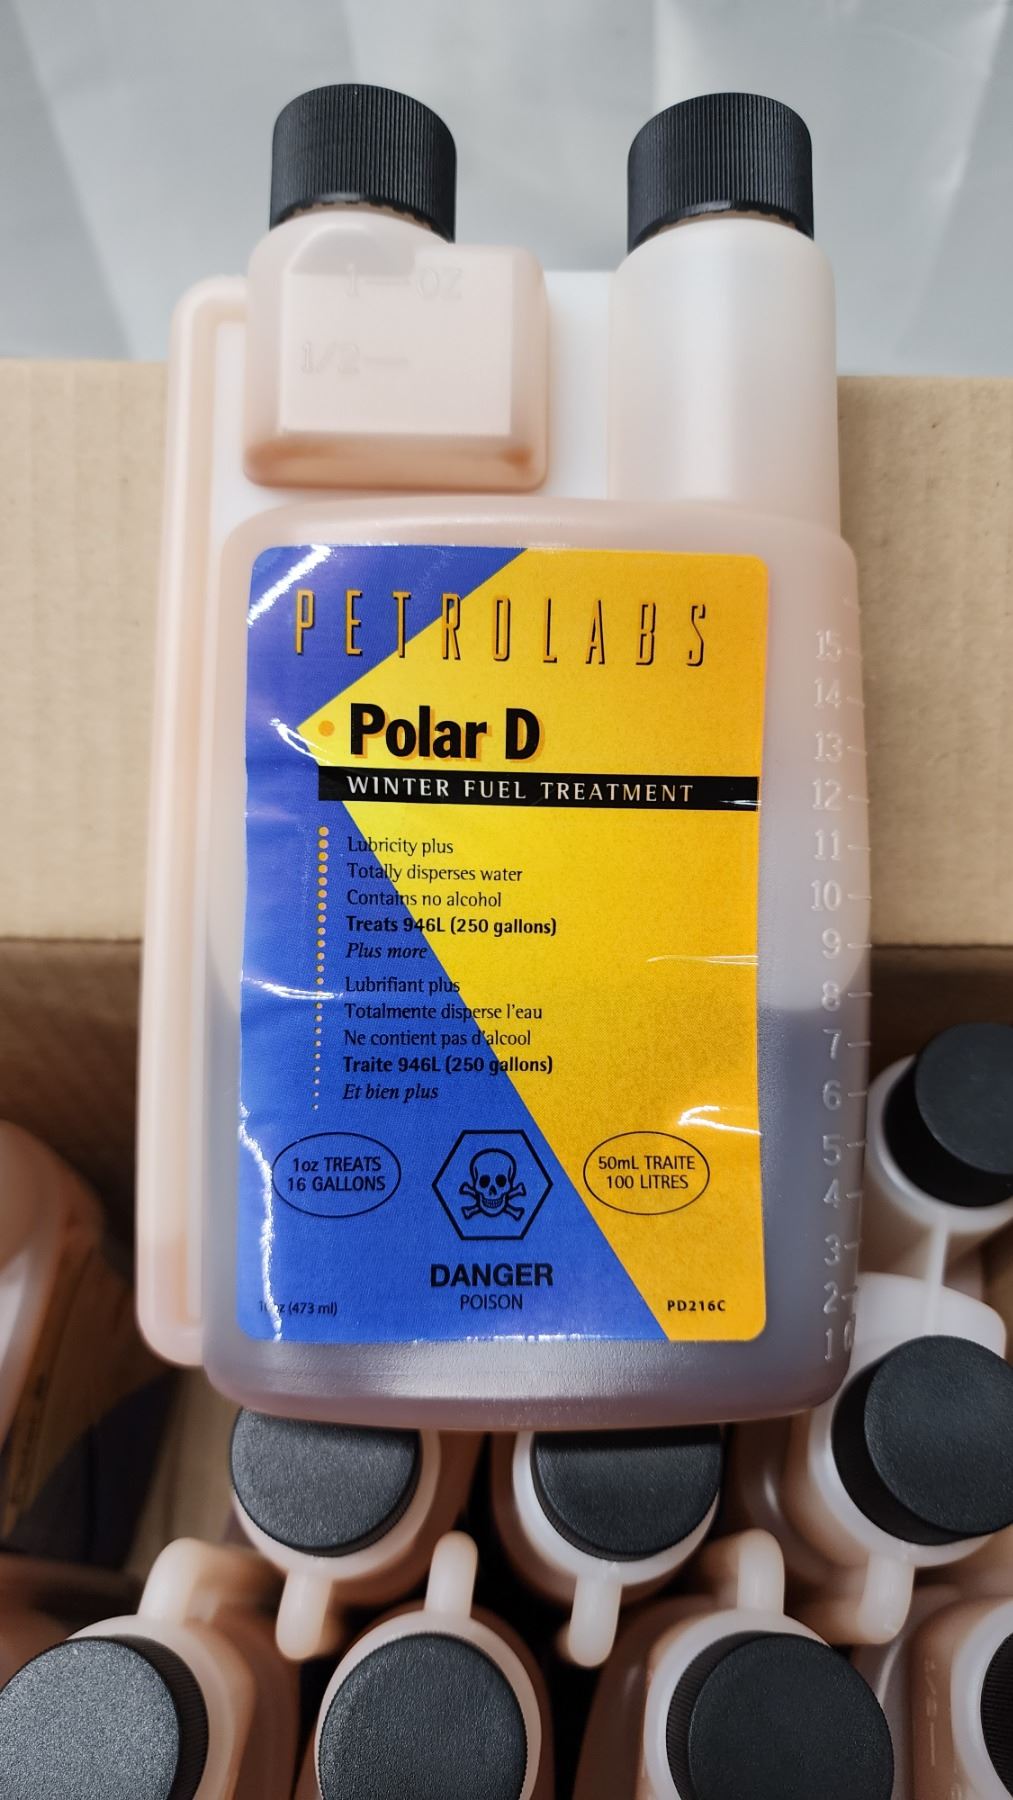 1 OZ
1/2
PETROLABS
Polar D
WINTER FUEL TREATMENT
Lubricity plus
Totally disperses water
Contains no alcohol
Treats 946L (250 gallons)
Plus more
Lubrifiant plus
Totalmente disperse l'eau
Ne contient pas d'alcool
Traite 946L (250 gallons)
Et bien plus
1oz TREATS
16 GALLONS
50mL TRAITE
100 LITRES
DANGER
POISON
(473 ml)
PD216C
15
14
13
12
11
10
9
8
7
6
5
4
3
2
1